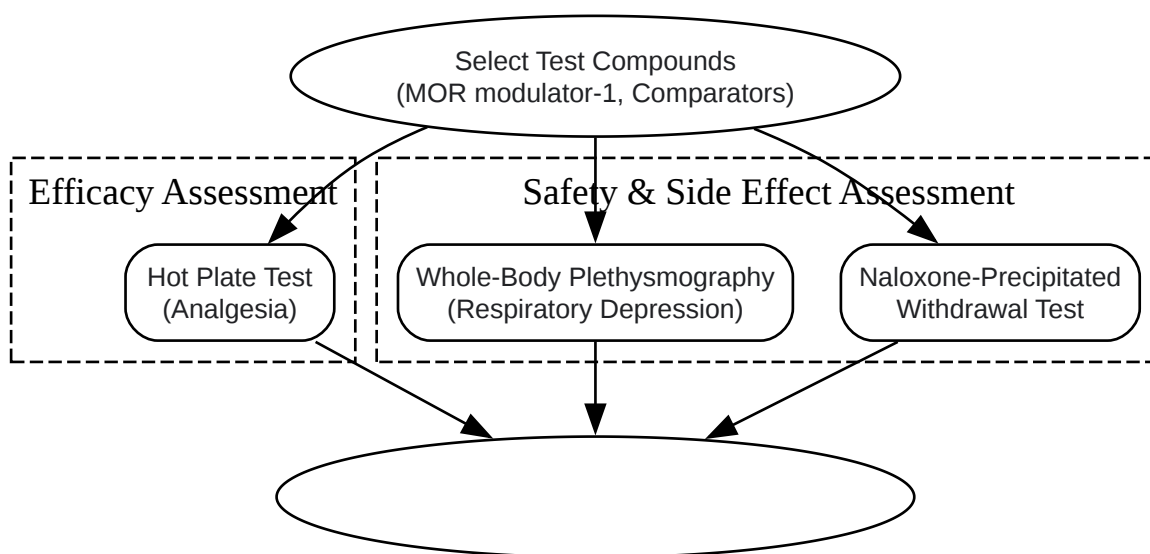 Select Test Compounds
(MOR modulator-1, Comparators)
Efficacy Assessment
Safety & Side Effect Assessment
Hot Plate Test
(Analgesia)
Whole-Body Plethysmography
(Respiratory Depression)
Naloxone-Precipitated
Withdrawal Test